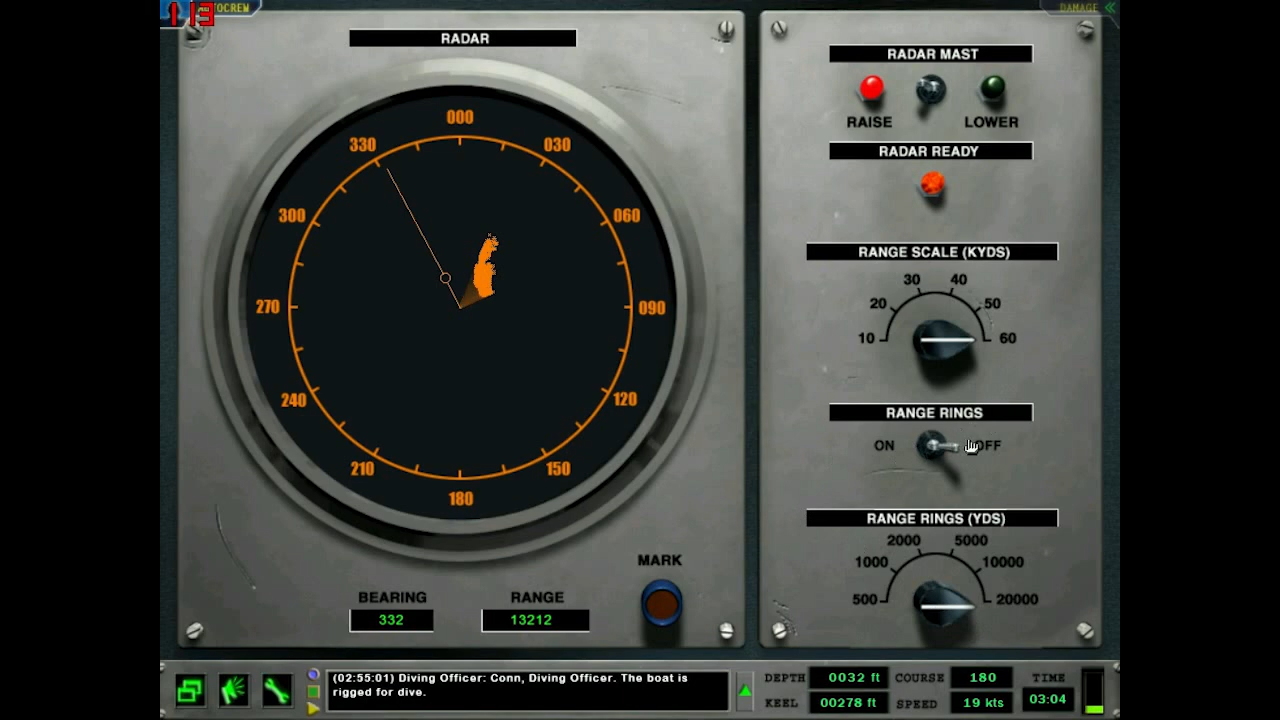 113
RADAR
000
330
030
300
060
270
090
240
120
210
150
180
MARK
BEARING
332
RANGE
13212
DAMAGE
RADAR MAST
RAISE
LOWER
RADAR READY
RANGE SCALE (KYDS)
30
40
20
50
10
60
RANGE RINGS
ON
OFF
RANGE RINGS (YDS)
2000
5000
1000
10000
500
20000
(02:55:01) Diving Officer: Conn, Diving Officer. The boat is
rigged for dive.
DEPTH
0032 ft
COURSE
180
TIME
KEEL
00278 ft
SPEED
19 kts
03:04